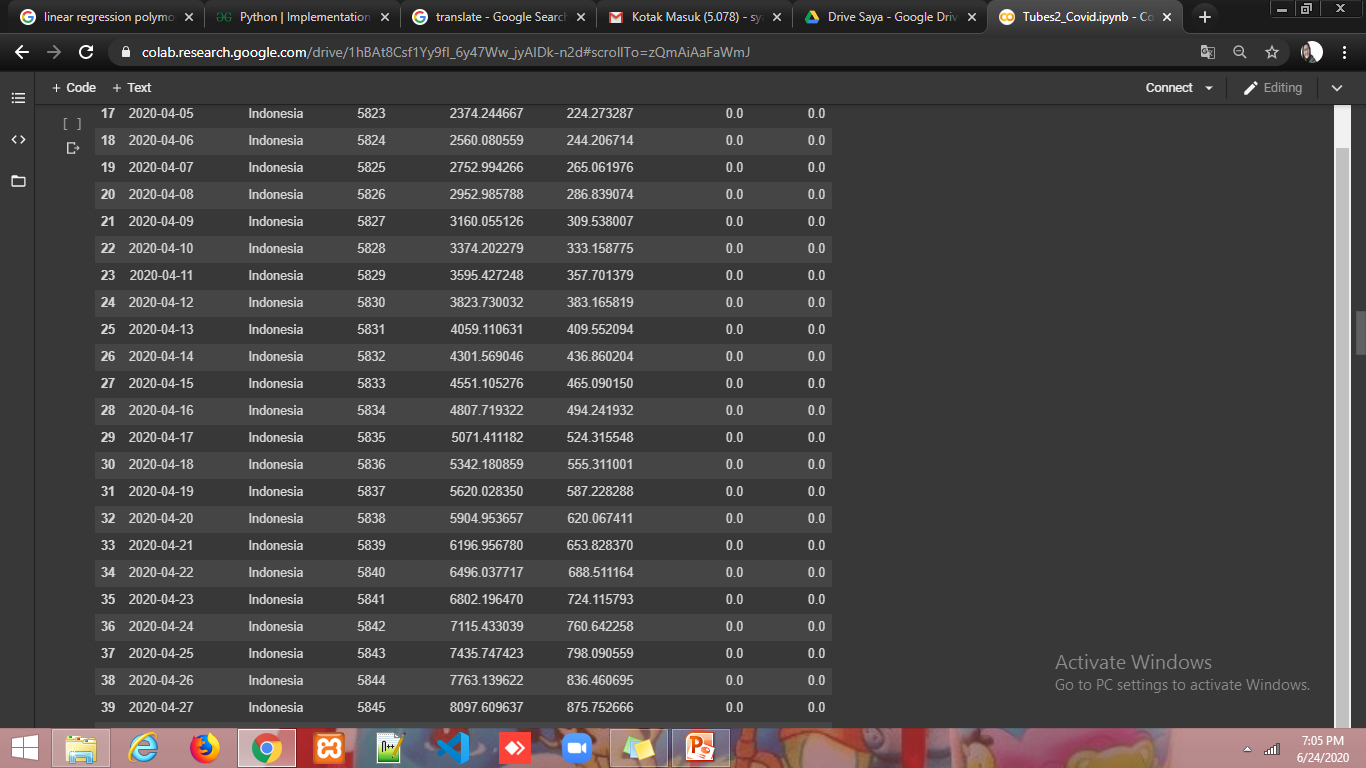 linear regression polymo
Python | Implementation
translate - Google Search
Kotak Masuk (5.078) - sya
Drive Saya - Google Drive
Tubes2_Covid.ipynb - Co
colab.research.google.com/drive/1hBAt8Csf1Yy9fl_6y47Ww_jyAIDk-n2d#scrollTo=zQmAiAaFaWmJ
+ Code + Text Connect Editing
17 2020-04-05 Indonesia 5823 2374.244667 224.273287 0.0 0.0
18 2020-04-06 Indonesia 5824 2560.080559 244.206714 0.0 0.0
19 2020-04-07 Indonesia 5825 2752.994266 265.061976 0.0 0.0
20 2020-04-08 Indonesia 5826 2952.985788 286.839074 0.0 0.0
21 2020-04-09 Indonesia 5827 3160.055126 309.538007 0.0 0.0
22 2020-04-10 Indonesia 5828 3374.202279 333.158775 0.0 0.0
23 2020-04-11 Indonesia 5829 3595.427248 357.701379 0.0 0.0
24 2020-04-12 Indonesia 5830 3823.730032 383.165819 0.0 0.0
25 2020-04-13 Indonesia 5831 4059.110631 409.552094 0.0 0.0
26 2020-04-14 Indonesia 5832 4301.569046 436.860204 0.0 0.0
27 2020-04-15 Indonesia 5833 4551.105276 465.090150 0.0 0.0
28 2020-04-16 Indonesia 5834 4807.719322 494.241932 0.0 0.0
29 2020-04-17 Indonesia 5835 5071.411182 524.315548 0.0 0.0
30 2020-04-18 Indonesia 5836 5342.180859 555.311001 0.0 0.0
31 2020-04-19 Indonesia 5837 5620.028350 587.228288 0.0 0.0
32 2020-04-20 Indonesia 5838 5904.953657 620.067411 0.0 0.0
33 2020-04-21 Indonesia 5839 6196.956780 653.828370 0.0 0.0
34 2020-04-22 Indonesia 5840 6496.037717 688.511164 0.0 0.0
35 2020-04-23 Indonesia 5841 6802.196470 724.115793 0.0 0.0
36 2020-04-24 Indonesia 5842 7115.433039 760.642258 0.0 0.0
37 2020-04-25 Indonesia 5843 7435.747423 798.090559 0.0 0.0
38 2020-04-26 Indonesia 5844 7763.139622 836.460695 0.0 0.0
39 2020-04-27 Indonesia 5845 8097.609637 875.752666 0.0 0.0
Activate Windows
Go to PC settings to activate Windows.
7:05 PM
6/24/2020